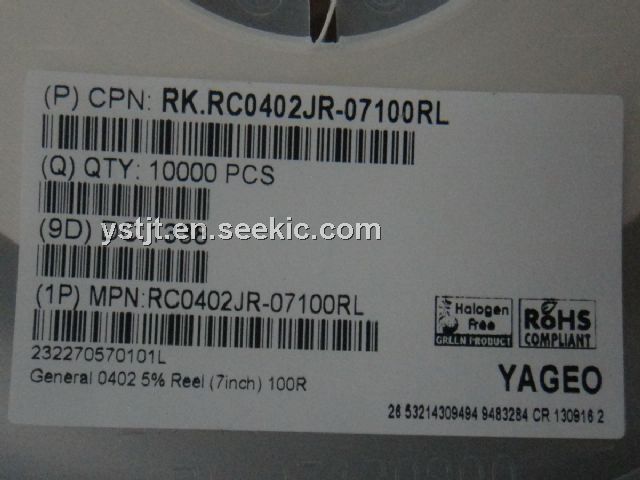 (P) CPN: RK.RC0402JR-07100RL
(Q) QTY: 10000 PCS
(9D)
ystjt.en.seekic.com
(1P) MPN:RC0402JR-07100RL
232270570101L
General 0402 5% Reel (7inch) 100R
Halogen
Free
GREEN PRODUCT
RoHS
COMPLIANT
YAGEO
26 53214309494 9483284 CR 130916 2